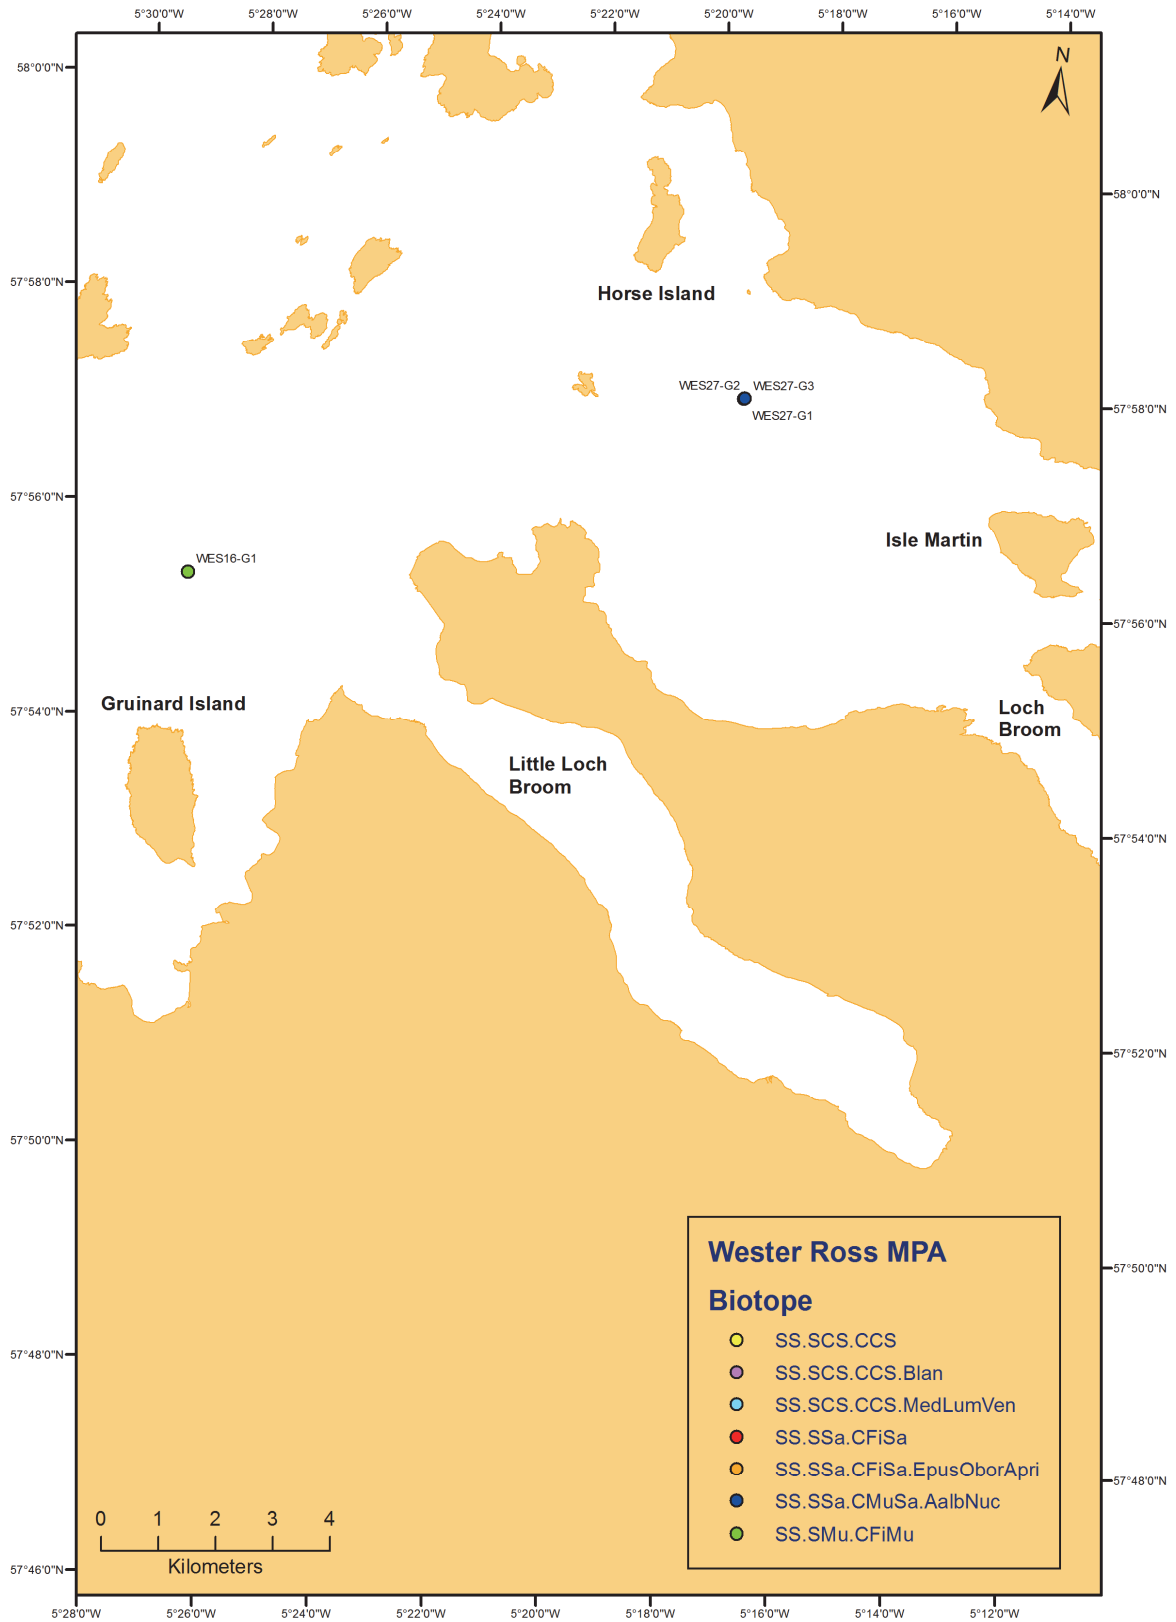 5°30'0"W
5°28'0"W
5°26'0"W
5°24'0"W
5°22'0"W
5°20'0"W
5°18'0"W
5°16'0"W
5°14'0"W
N
58°0'0"N
58°0'0"N
57°58'0"N
Horse Island
WES27-G2
WES27-G3
WES27-G1
57°58'0"N
57°56'0"N
Isle Martin
WES16-G1
57°56'0"N
Gruinard Island
57°54'0"N
Loch
Broom
Little Loch
Broom
57°54'0"N
57°52'0"N
57°52'0"N
57°50'0"N
Wester Ross MPA
57°50'0"N
Biotope
SS.SCS.CCS
57°48'0"N
SS.SCS.CCS.Blan
SS.SCS.CCS.MedLumVen
SS.SSa.CFiSa
SS.SSa.CFiSa.EpusOborApri
57°48'0"N
SS.SSa.CMuSa.AalbNuc
SS.SMu.CFiMu
0 1 2 3 4
Kilometers
57°46'0"N
5°28'0"W
5°26'0"W
5°24'0"W
5°22'0"W
5°20'0"W
5°18'0"W
5°16'0"W
5°14'0"W
5°12'0"W